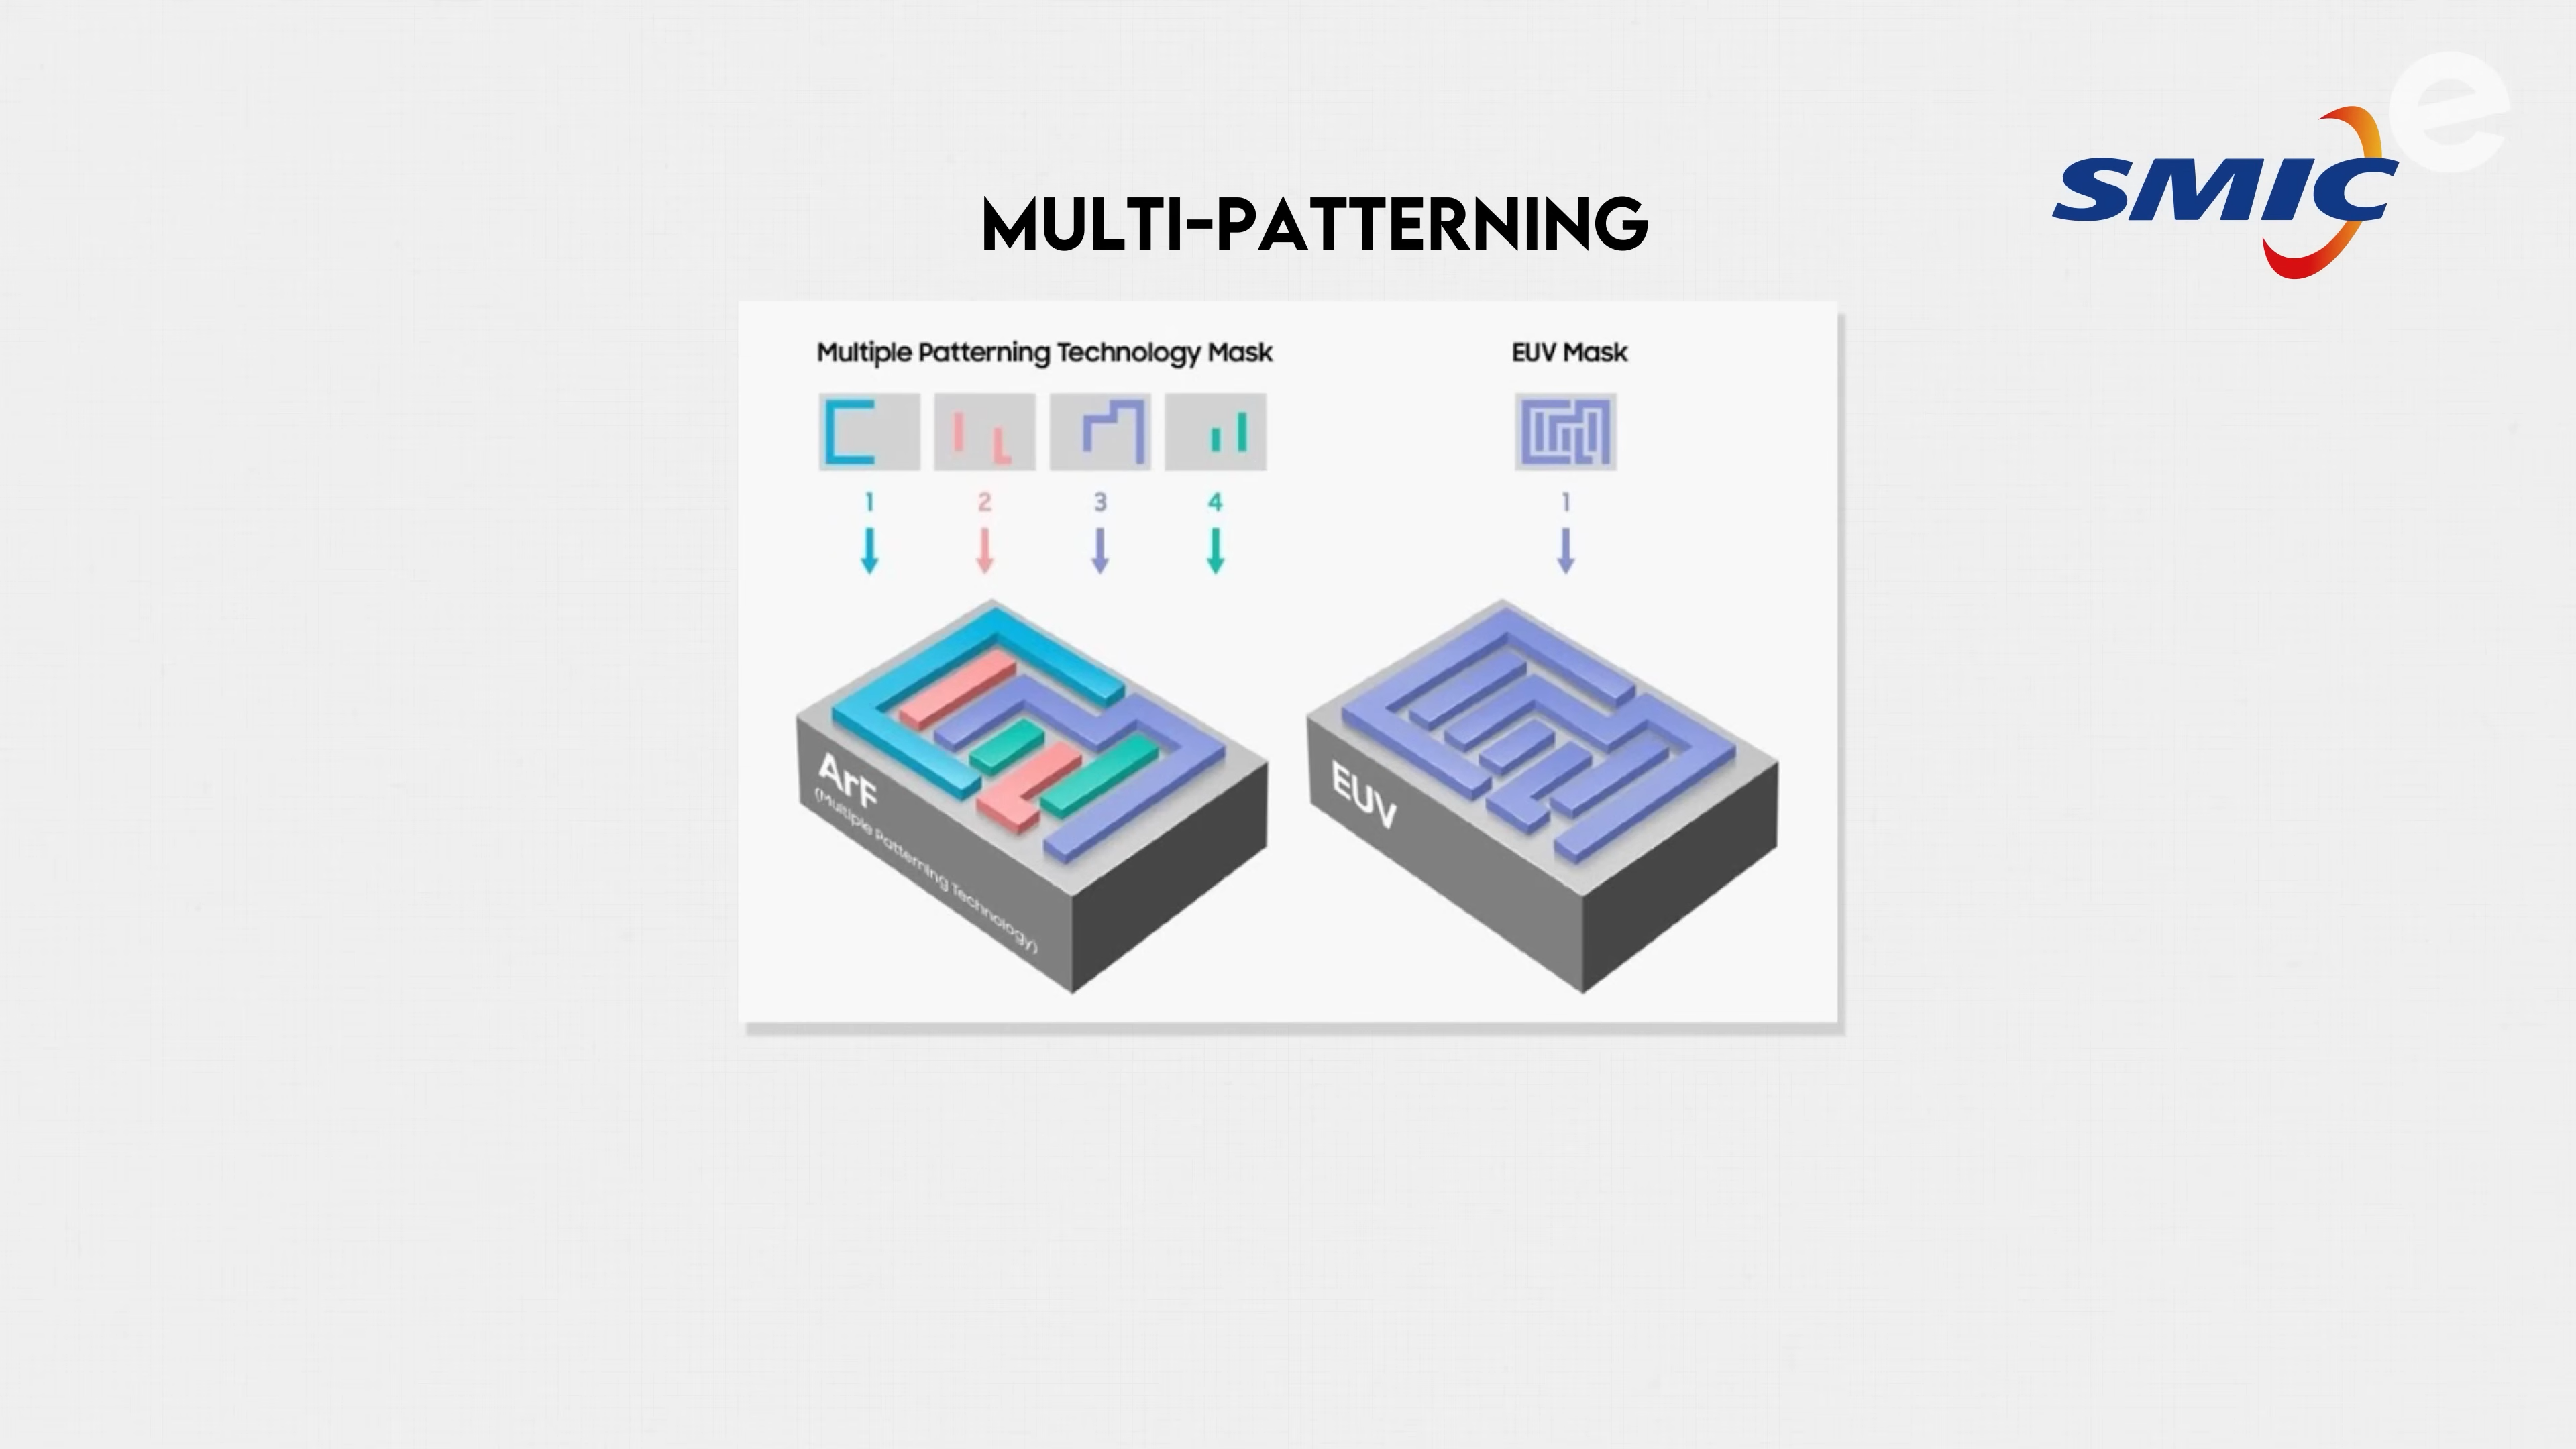 e
SMIC
MULTI-PATTERNING
Multiple Patterning Technology Mask
EUV Mask
1
2
3
4
1
ArF
(Multiple Patterning Technology)
EUV